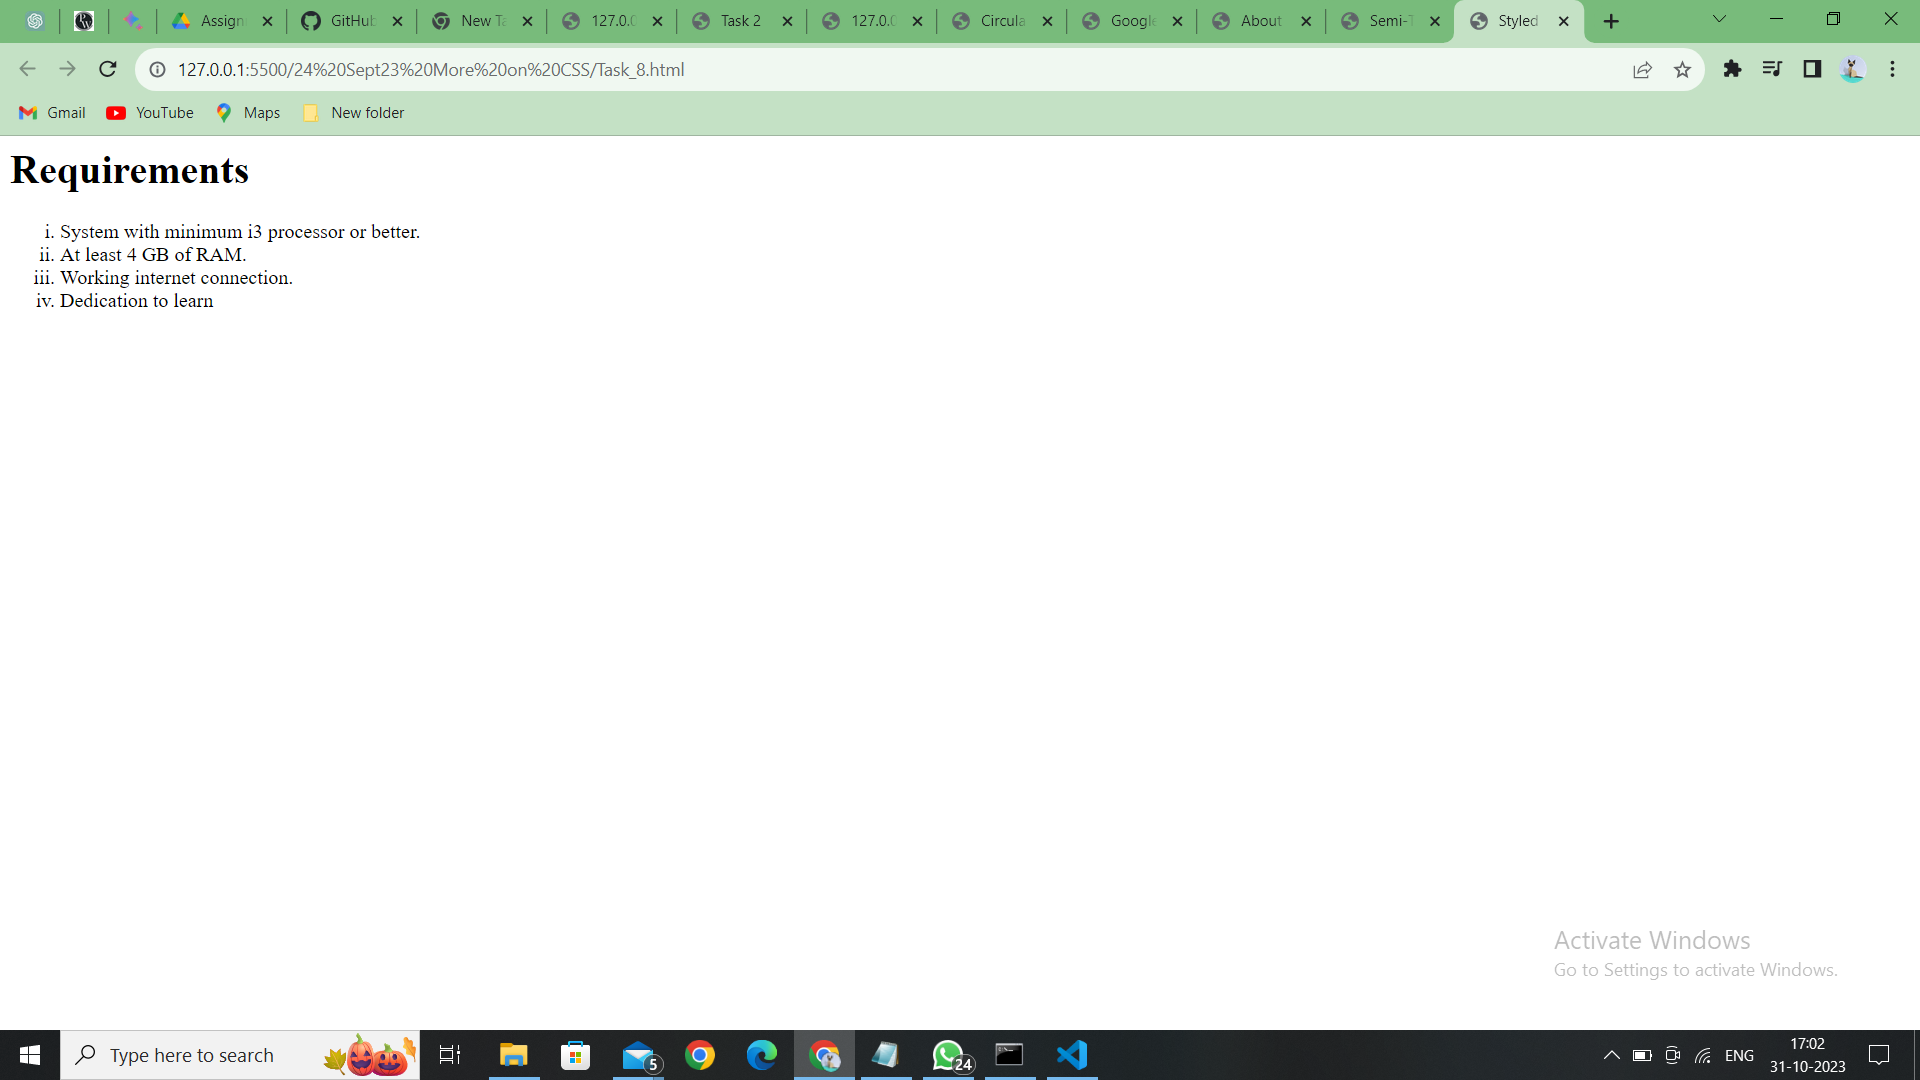 Assign
GitHub
New Ta
127.0.0
Task 2
127.0.0
Circula
Google
About
Semi-T
Styled
127.0.0.1:5500/24%20Sept23%20More%20on%20CSS/Task_8.html
Gmail
YouTube
Maps
New folder
Requirements
i. System with minimum i3 processor or better.
ii. At least 4 GB of RAM.
iii. Working internet connection.
iv. Dedication to learn
Activate Windows
Go to Settings to activate Windows.
Type here to search
5
24
ENG
17:02
31-10-2023